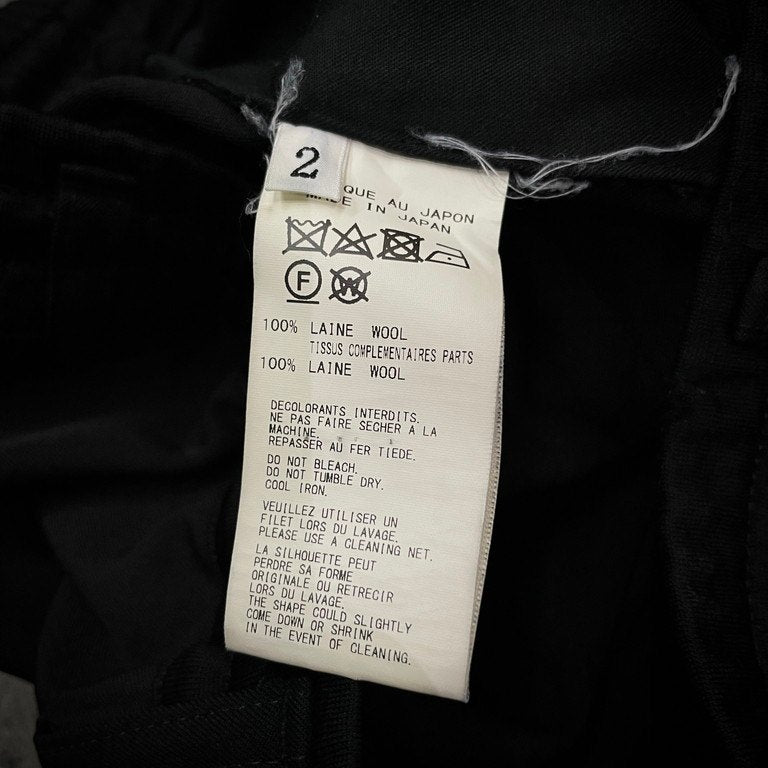 2
QUE AU JAPON
MADE IN JAPAN
F
W
100% LAINE WOOL
TISSUS COMPLEMENTAIRES PARTS
100% LAINE WOOL
DECOLORANTS INTERDITS.
NE PAS FAIRE SECHER A LA
MACHINE.
REPASSER AU FER TIEDE.
DO NOT BLEACH.
DO NOT TUMBLE DRY.
COOL IRON.
VEUILLEZ UTILISER UN
FILET LORS DU LAVAGE.
PLEASE USE A CLEANING NET.
LA SILHOUETTE PEUT
PERDRE SA FORME
ORIGINALE OU RETRECIR
LORS DU LAVAGE.
THE SHAPE COULD SLIGHTLY
COME DOWN OR SHRINK
IN THE EVENT OF CLEANING.